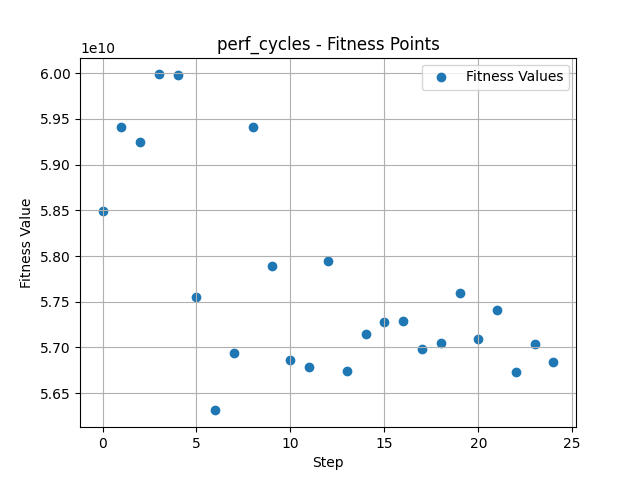 perf_cycles - Fitness Points
1e10
Fitness Values
6.00
5.95
5.90
5.85
5.80
5.75
5.70
5.65
Fitness Value
0 5 10 15 20 25
Step